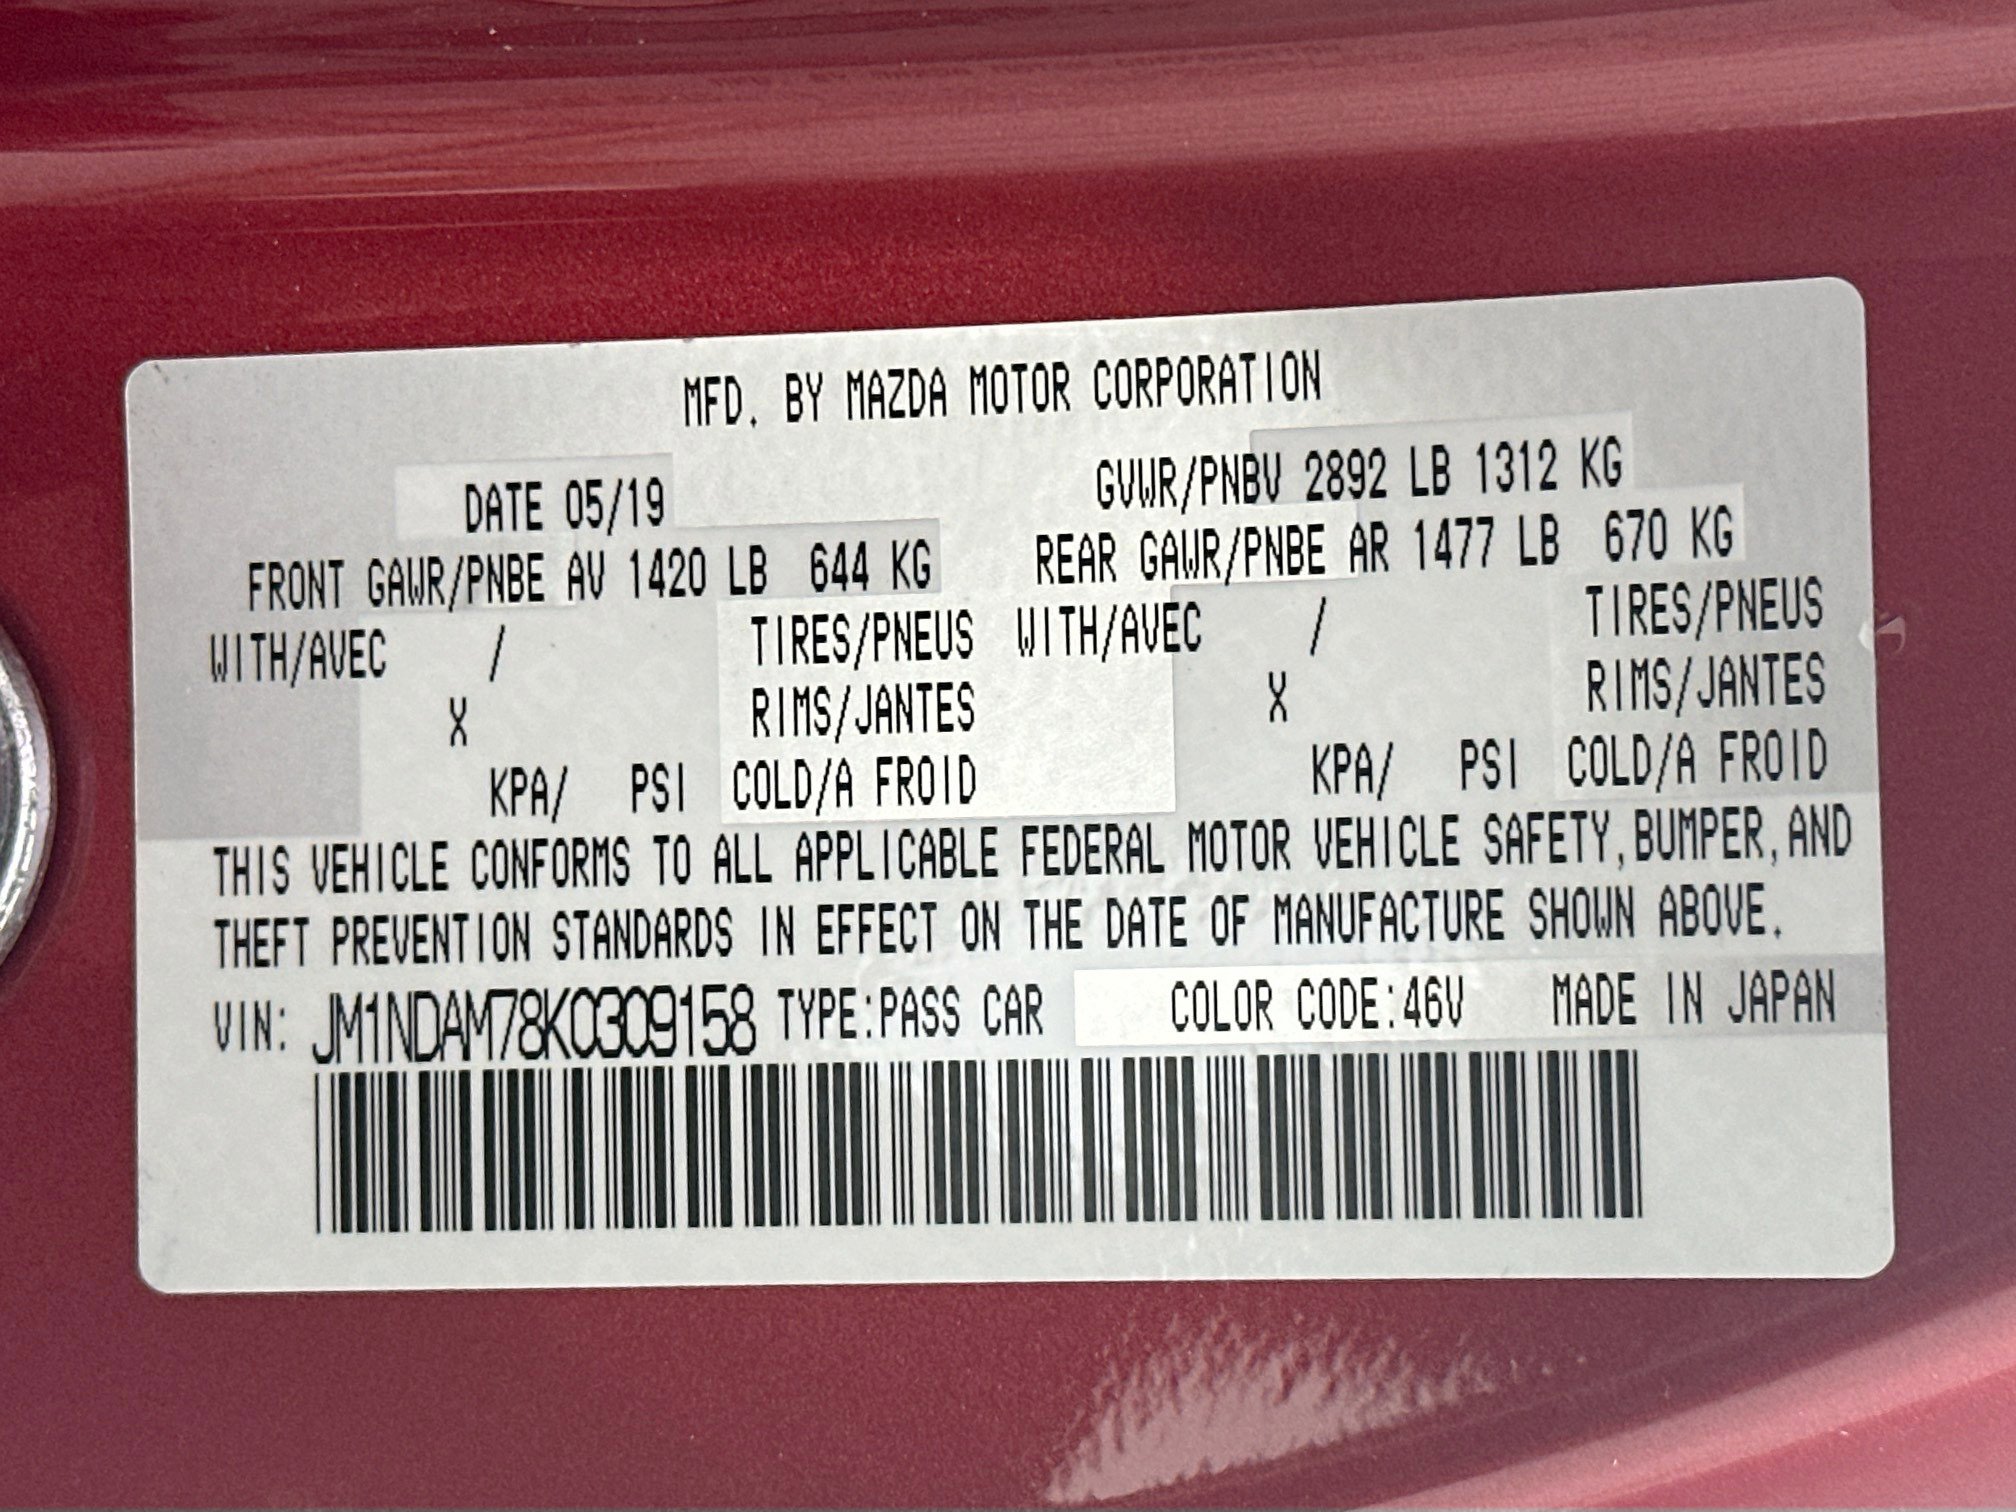 MFD. BY MAZDA MOTOR CORPORATION
DATE 05/19 GVWR/PNBV 2892 LB 1312 KG
FRONT GAWR/PNBE AV 1420 LB 644 KG REAR GAWR/PNBE AR 1477 LB 670 KG
WITH/AVEC / TIRES/PNEUS WITH/AVEC / TIRES/PNEUS
X RIMS/JANTES X RIMS/JANTES
KPA/ PSI COLD/A FROID KPA/ PSI COLD/A FROID
THIS VEHICLE CONFORMS TO ALL APPLICABLE FEDERAL MOTOR VEHICLE SAFETY,BUMPER,AND
THEFT PREVENTION STANDARDS IN EFFECT ON THE DATE OF MANUFACTURE SHOWN ABOVE.
VIN: JM1NDAM78K0309158 TYPE:PASS CAR COLOR CODE:46V MADE IN JAPAN